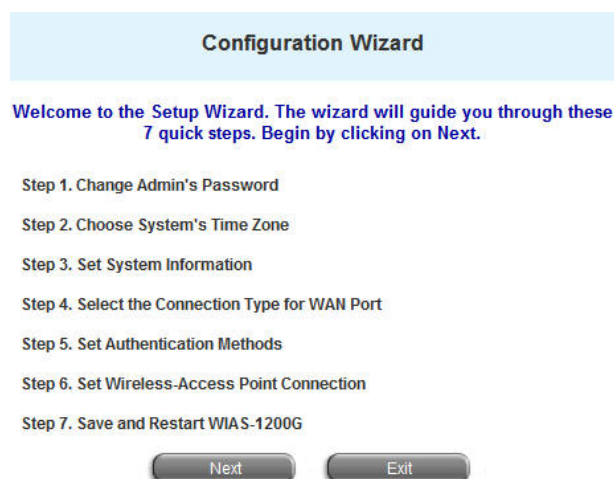 Configuration Wizard
Welcome to the Setup Wizard. The wizard will guide you through these
7 quick steps. Begin by clicking on Next.
Step 1. Change Admin's Password
Step 2. Choose System's Time Zone
Step 3. Set System Information
Step 4. Select the Connection Type for WAN Port
Step 5. Set Authentication Methods
Step 6. Set Wireless-Access Point Connection
Step 7. Save and Restart WIAS-1200G
Next Exit